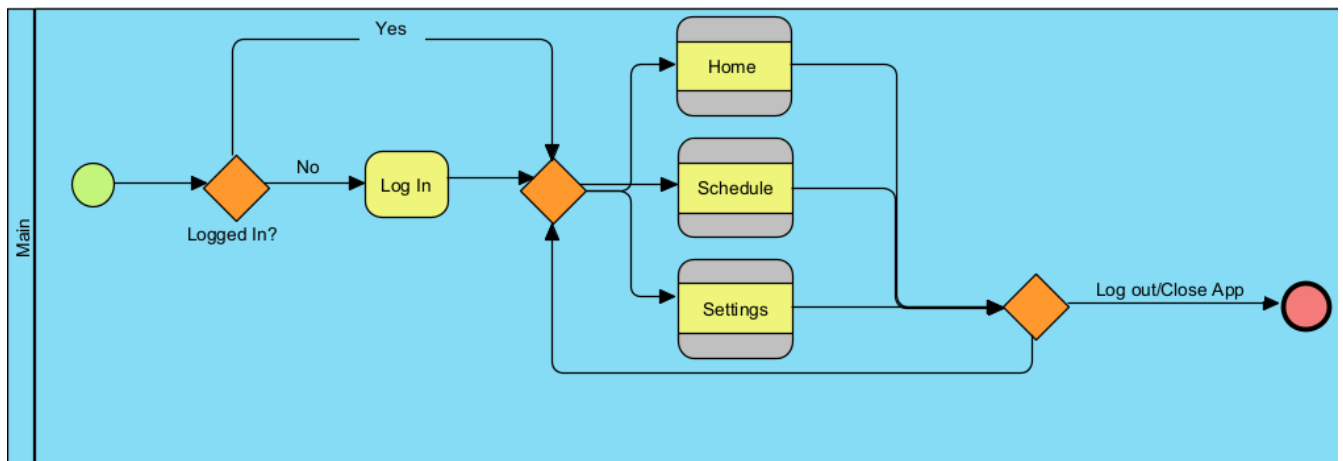 Main
Yes
No
Logged In?
Log In
Home
Schedule
Settings
Log out/Close App